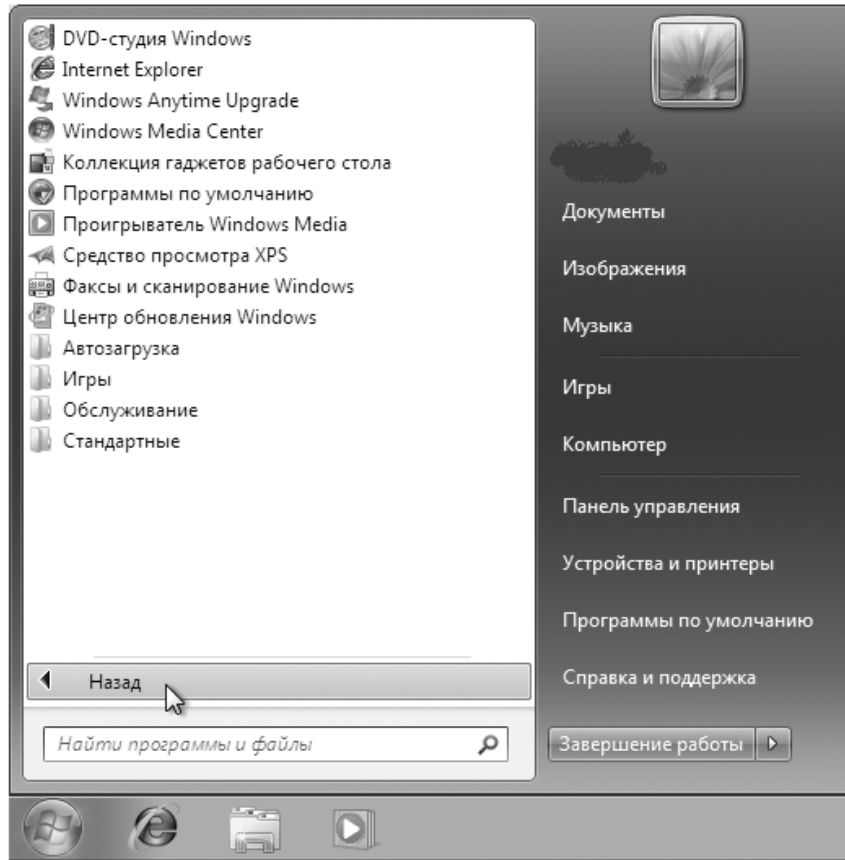 DVD-студия Windows
Internet Explorer
Windows Anytime Upgrade
Windows Media Center
Коллекция гаджетов рабочего стола
Программы по умолчанию
Проигрыватель Windows Media
Средство просмотра XPS
Факсы и сканирование Windows
Центр обновления Windows
Автозагрузка
Игры
Обслуживание
Стандартные
Назад
Найти программы и файлы
Документы
Изображения
Музыка
Игры
Компьютер
Панель управления
Устройства и принтеры
Программы по умолчанию
Справка и поддержка
Завершение работы